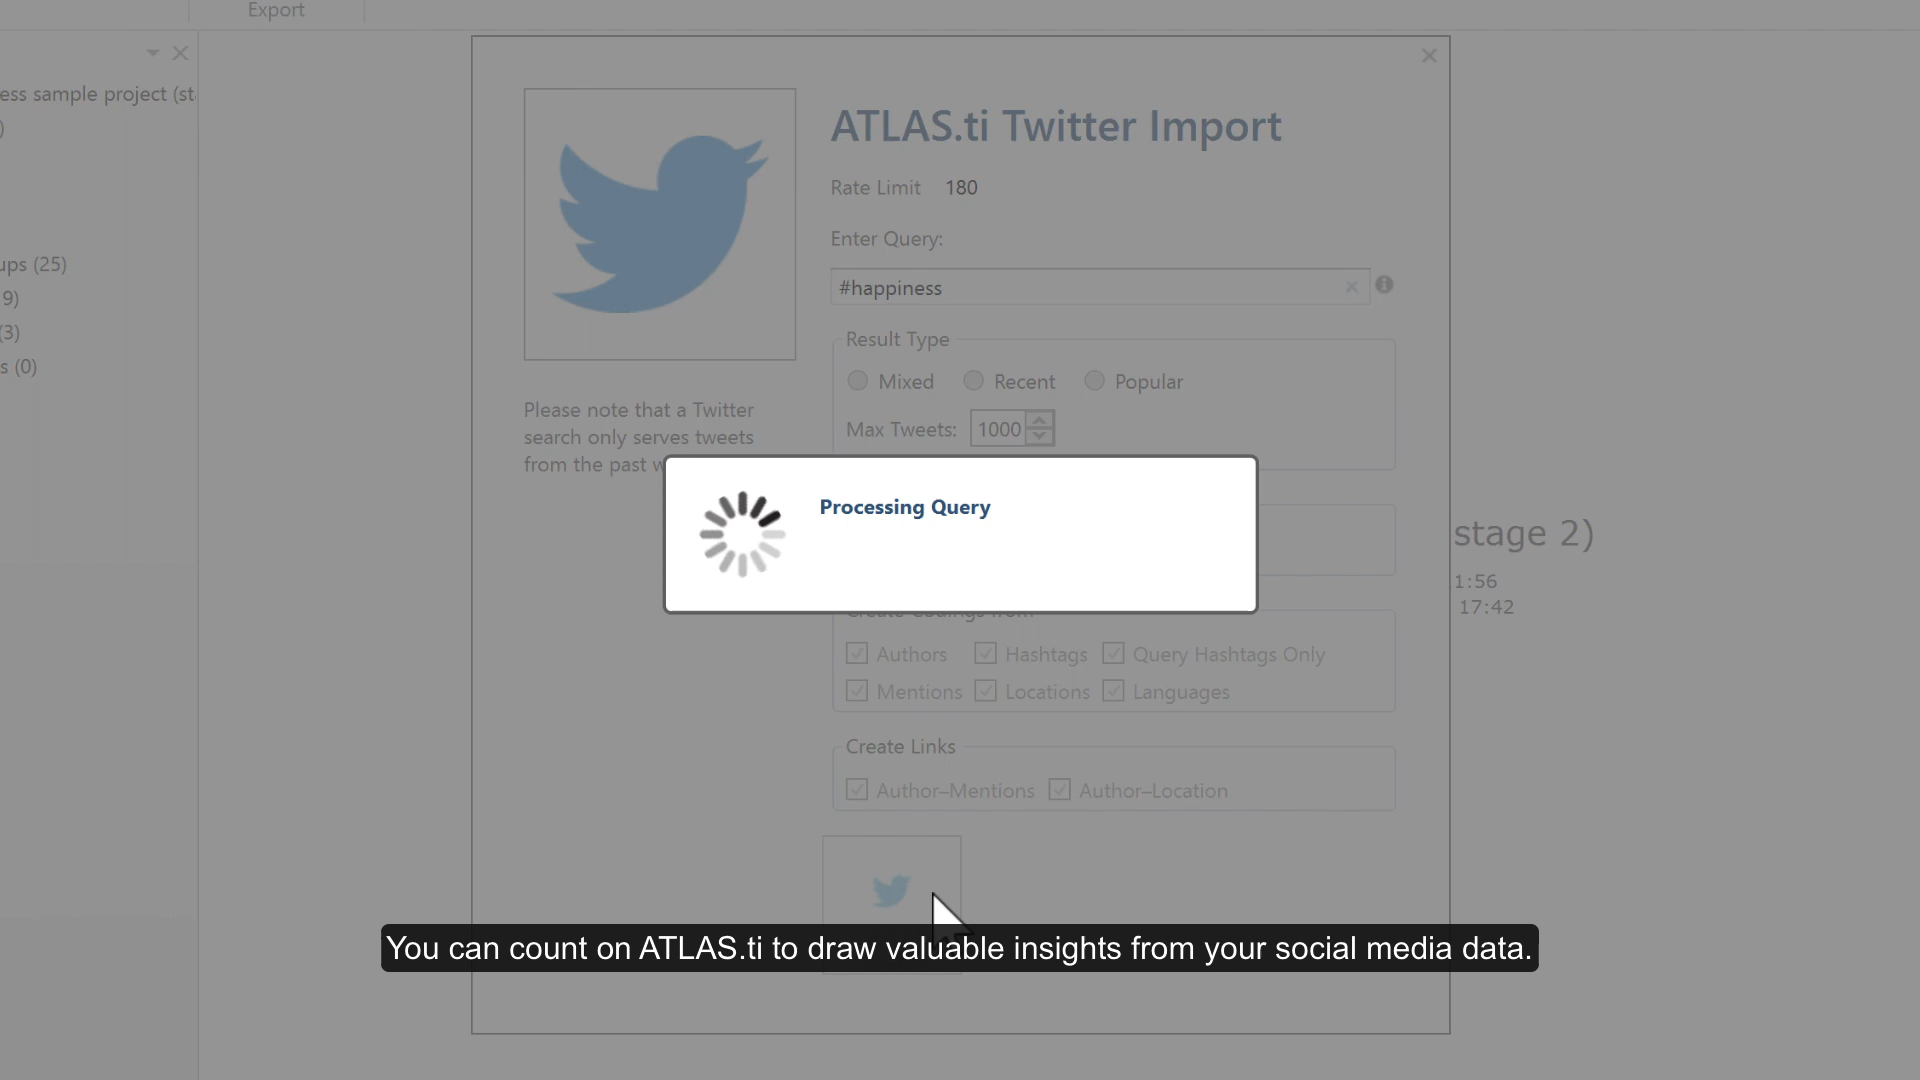 Export
ess sample project (st
)
ups (25)
9)
(3)
s (0)
ATLAS.ti Twitter Import
Rate Limit 180
Enter Query:
#happiness
Result Type
Mixed Recent Popular
Max Tweets: 1000
Please note that a Twitter
search only serves tweets
from the past w
Processing Query
stage 2)
1:56
17:42
Create Codings from
Authors Hashtags Query Hashtags Only
Mentions Locations Languages
Create Links
Author–Mentions Author–Location
You can count on ATLAS.ti to draw valuable insights from your social media data.